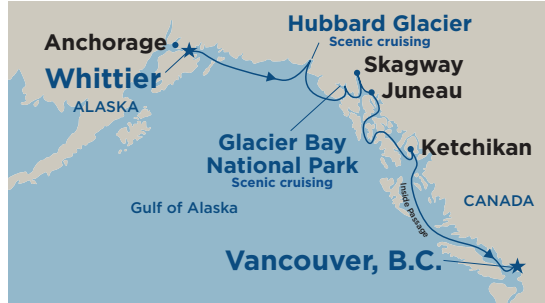 Hubbard Glacier
Scenic cruising
Anchorage
Whittier
ALASKA
Skagway
Juneau
Glacier Bay
National Park
Scenic cruising
Ketchikan
Inside Passage
CANADA
Gulf of Alaska
Vancouver, B.C.